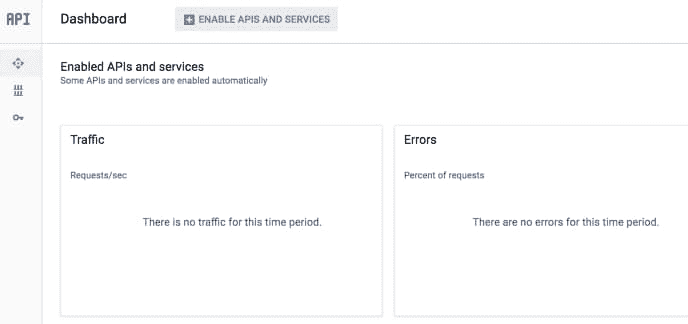 API
Dashboard
ENABLE APIS AND SERVICES
Enabled APIs and services
Some APIs and services are enabled automatically
Traffic
Requests/sec
There is no traffic for this time period.
Errors
Percent of requests
There are no errors for this time period.